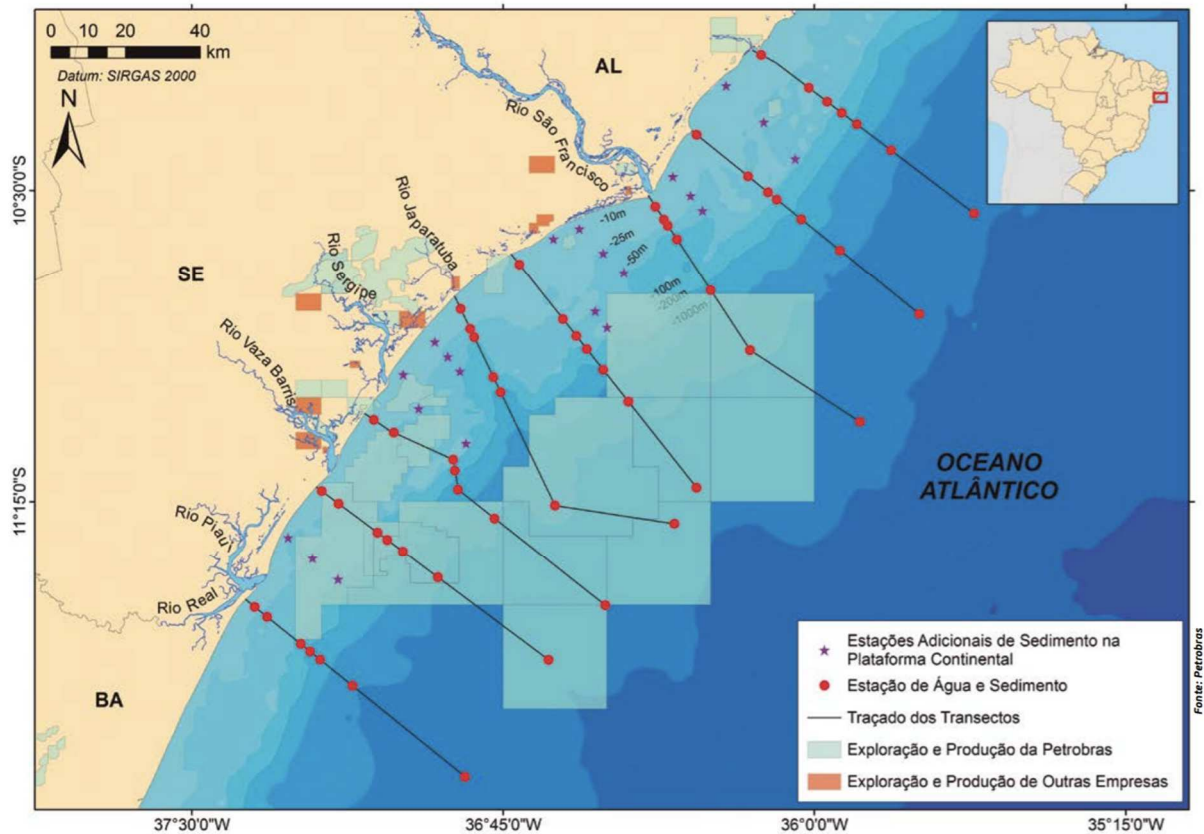 0 10 20 40
km
Datum: SIRGAS 2000
N
AL
Rio São Francisco
10°30'0"S
Rio Japaratuba
-10m
-25m
-50m
-100m
-200m
-1000m
SE
Rio Sergipe
Rio Vaza Barris
OCEANO
ATLÂNTICO
11°15'0"S
Rio Piauí
Rio Real
BA
Estações Adicionais de Sedimento na
Plataforma Continental
Estação de Água e Sedimento
Traçado dos Transectos
Exploração e Produção da Petrobras
Exploração e Produção de Outras Empresas
Fonte: Petrobras
37°30'0"W 36°45'0"W 36°0'0"W 35°15'0"W